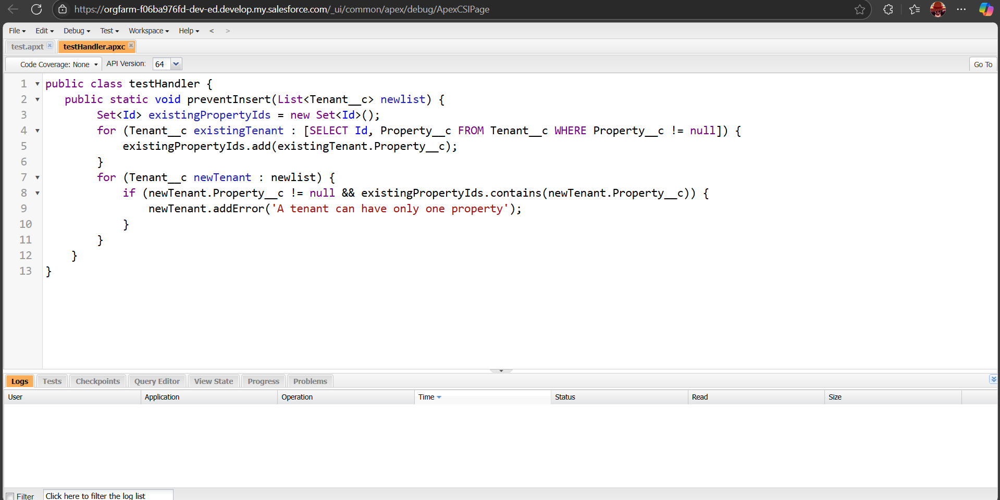 https://orgfarm-f06ba976fd-dev-ed.develop.my.salesforce.com/_ui/common/apex/debug/ApexCSIPage
File Edit Debug Test Workspace Help < >
test.apxt testHandler.apxc
Code Coverage: None API Version: 64 Go To
1 public class testHandler {
2 public static void preventInsert(List<Tenant__c> newlist) {
3 Set<Id> existingPropertyIds = new Set<Id>();
4 for (Tenant__c existingTenant : [SELECT Id, Property__c FROM Tenant__c WHERE Property__c != null]) {
5 existingPropertyIds.add(existingTenant.Property__c);
6 }
7 for (Tenant__c newTenant : newlist) {
8 if (newTenant.Property__c != null && existingPropertyIds.contains(newTenant.Property__c)) {
9 newTenant.addError('A tenant can have only one property');
10 }
11 }
12 }
13 }
Logs Tests Checkpoints Query Editor View State Progress Problems
User Application Operation Time Status Read Size
Filter Click here to filter the log list